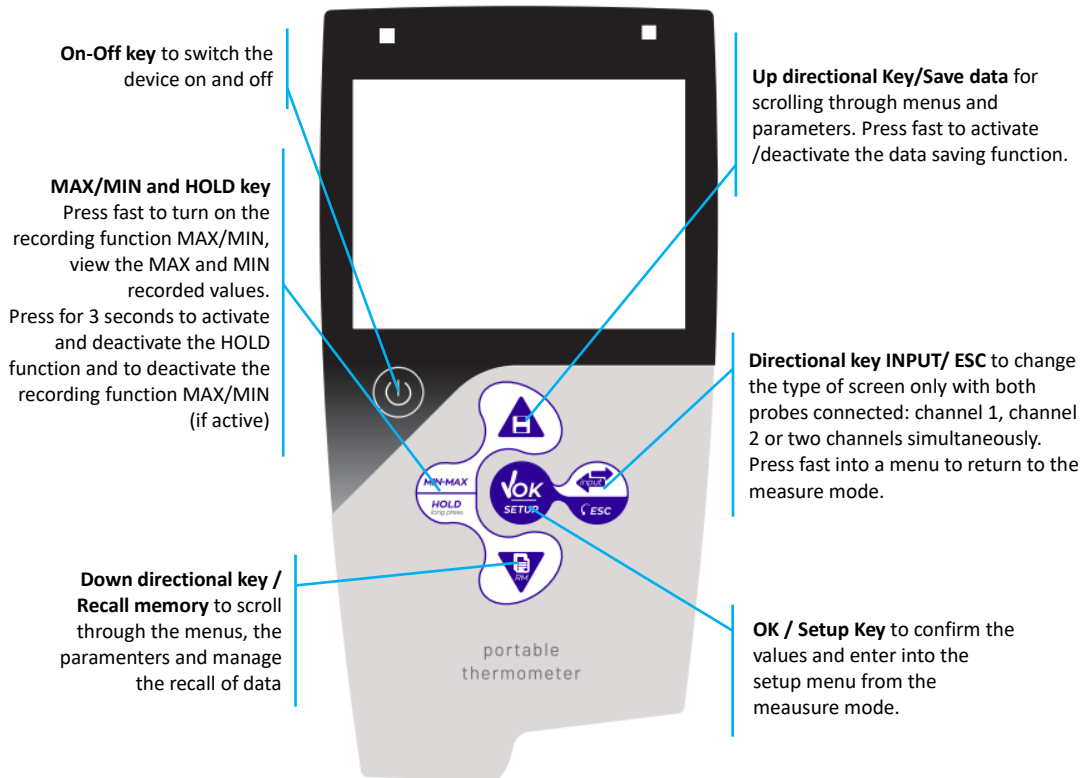 On-Off key to switch the
device on and off
MAX/MIN and HOLD key
Press fast to turn on the
recording function MAX/MIN,
view the MAX and MIN
recorded values.
Press for 3 seconds to activate
and deactivate the HOLD
function and to deactivate the
recording function MAX/MIN
(if active)
Down directional key /
Recall memory to scroll
through the menus, the
paramenters and manage
the recall of data
MIN-MAX
HOLD
long press
OK
SETUP
input
ESC
RM
portable
thermometer
Up directional Key/Save data for
scrolling through menus and
parameters. Press fast to activate
/deactivate the data saving function.
Directional key INPUT/ ESC to change
the type of screen only with both
probes connected: channel 1, channel
2 or two channels simultaneously.
Press fast into a menu to return to the
measure mode.
OK / Setup Key to confirm the
values and enter into the
setup menu from the
meausure mode.